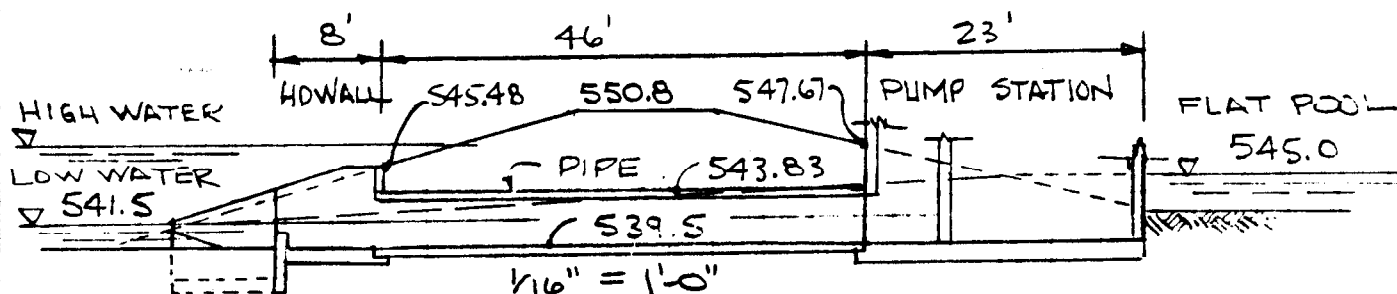 8' 46' 23'
HDWALL 545.48 550.8 547.67 PUMP STATION
HIGH WATER FLAT POOL
545.0
LOW WATER PIPE 543.83
541.5
539.5
1/16" = 1'-0"